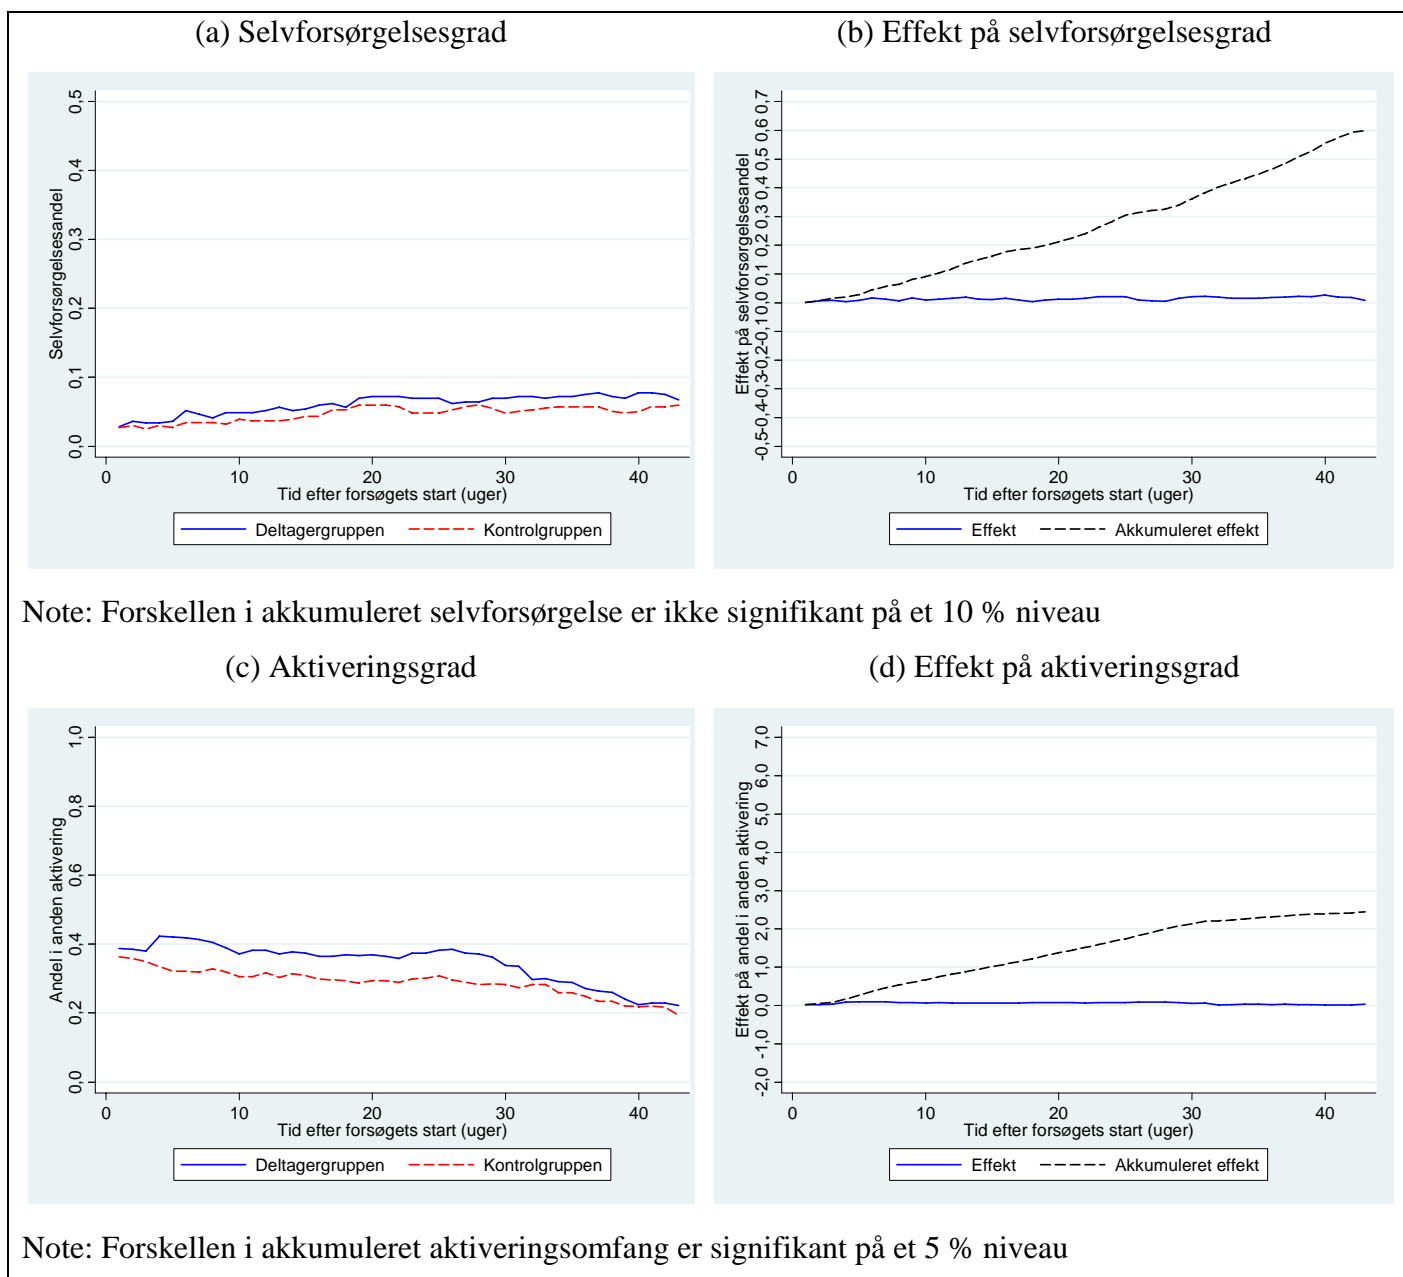 (a) Selvforsørgelsesgrad
(b) Effekt på selvforsørgelsesgrad
Selvforsørgelsesandel
0,0 0,1 0,2 0,3 0,4 0,5
0 10 20 30 40
Tid efter forsøgets start (uger)
Deltagergruppen Kontrolgruppen
Effekt på selvforsørgelsesandel
-0,5 -0,4 -0,3 -0,2 -0,1 0,0 0,1 0,2 0,3 0,4 0,5 0,6 0,7
0 10 20 30 40
Tid efter forsøgets start (uger)
Effekt Akkumuleret effekt
Note: Forskellen i akkumuleret selvforsørgelse er ikke signifikant på et 10 % niveau
(c) Aktiveringsgrad
(d) Effekt på aktiveringsgrad
Andel i anden aktivering
0,0 0,2 0,4 0,6 0,8 1,0
0 10 20 30 40
Tid efter forsøgets start (uger)
Deltagergruppen Kontrolgruppen
Effekt på andel i anden aktivering
-2,0 -1,0 0,0 1,0 2,0 3,0 4,0 5,0 6,0 7,0
0 10 20 30 40
Tid efter forsøgets start (uger)
Effekt Akkumuleret effekt
Note: Forskellen i akkumuleret aktiveringsomfang er signifikant på et 5 % niveau